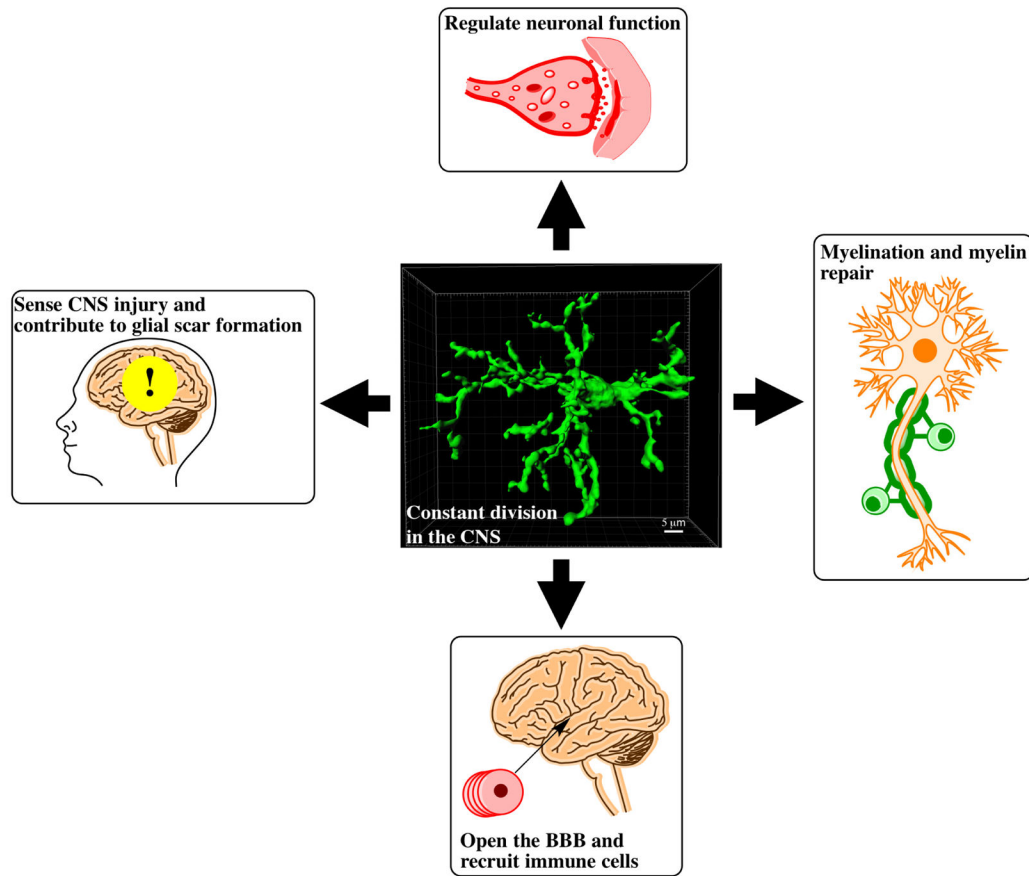 Regulate neuronal function
Sense CNS injury and
contribute to glial scar formation
!
Constant division
in the CNS
5 µm
Myelination and myelin
repair
Open the BBB and
recruit immune cells